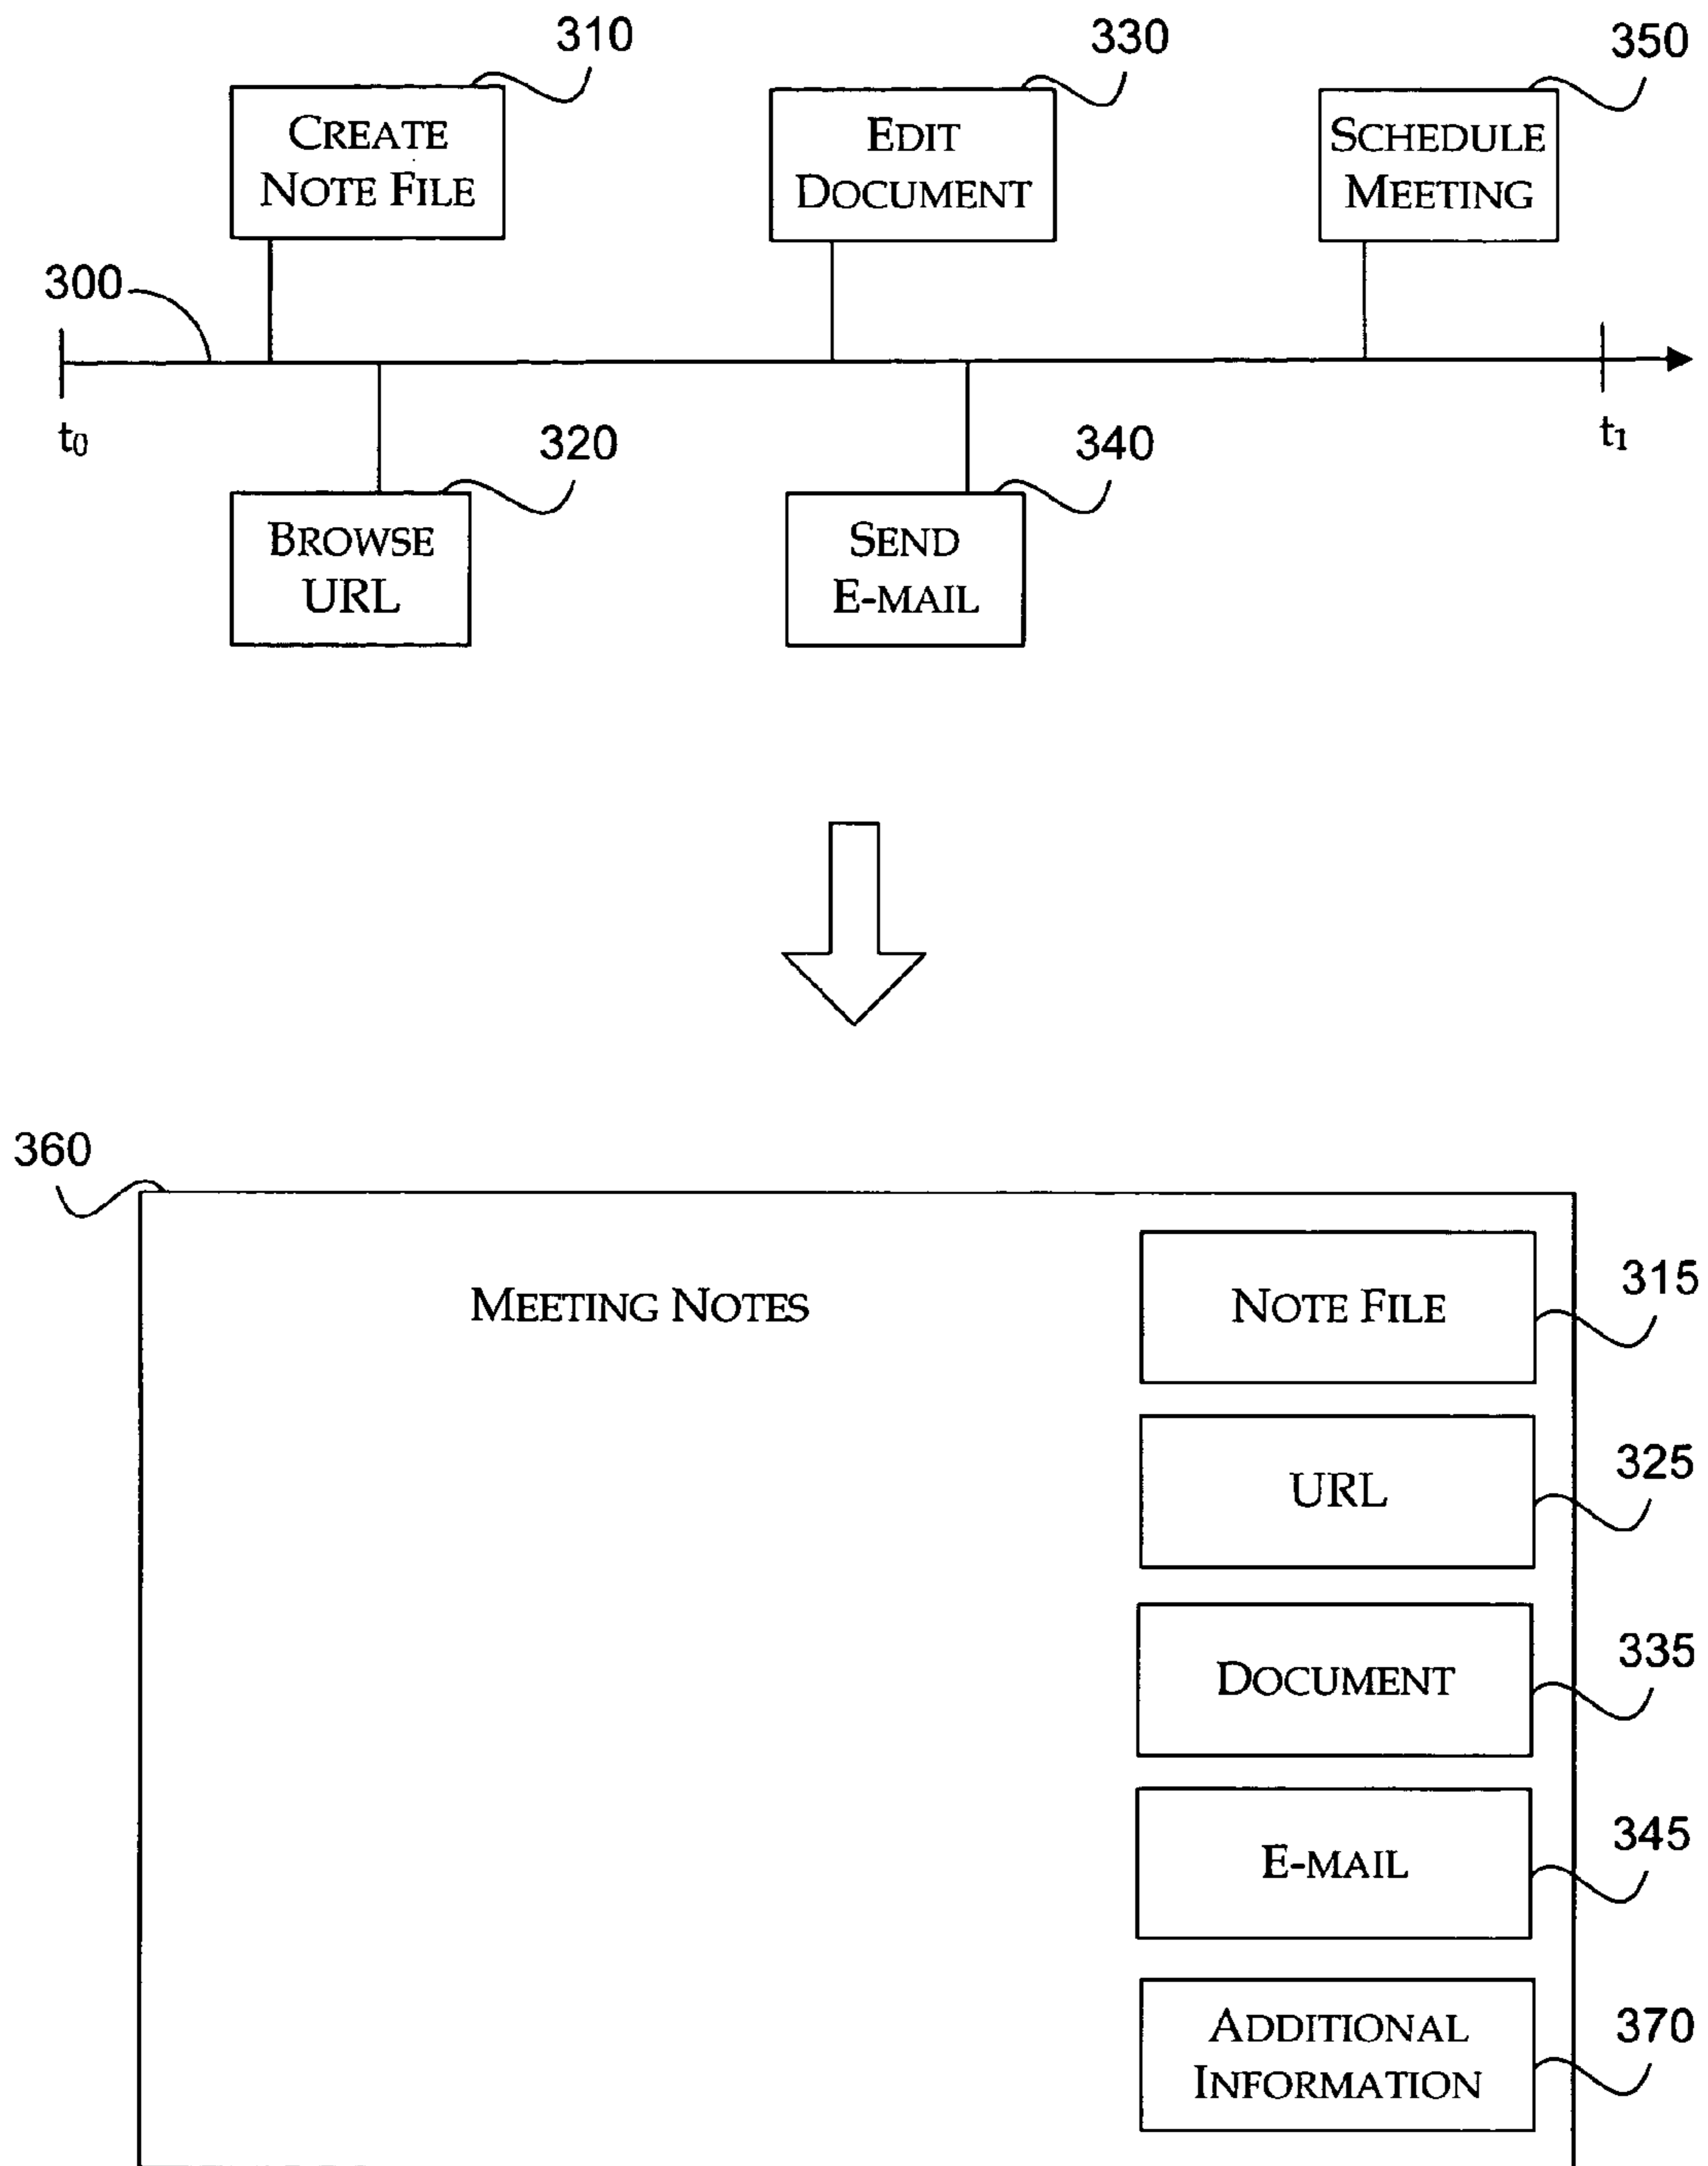 310
330
350
CREATE
NOTE FILE
EDIT
DOCUMENT
SCHEDULE
MEETING
300
t0
t1
320
340
BROWSE
URL
SEND
E-MAIL
360
MEETING NOTES
NOTE FILE
315
URL
325
DOCUMENT
335
E-MAIL
345
ADDITIONAL
INFORMATION
370